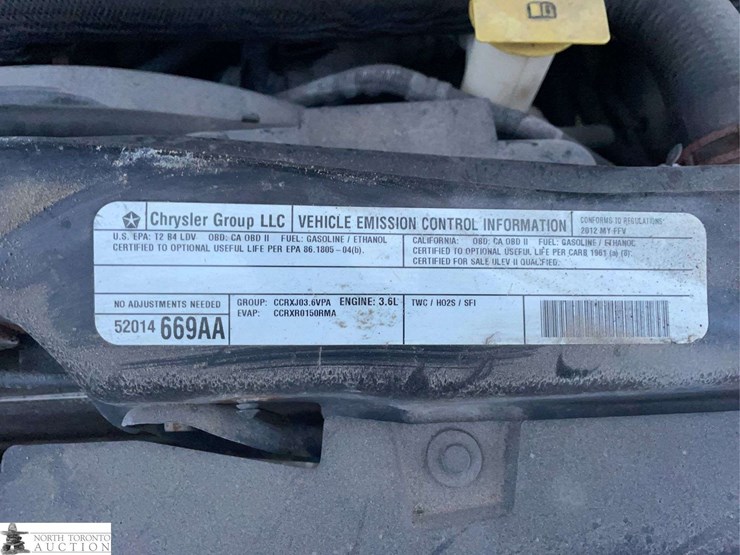 Chrysler Group LLC
VEHICLE EMISSION CONTROL INFORMATION
CONFORMS TO REGULATIONS:
2012 MY FFV
U.S. EPA: T2 B4 LDV OBD: CA OBD II FUEL: GASOLINE / ETHANOL
CERTIFIED TO OPTIONAL USEFUL LIFE PER EPA 86.1805-04(b).
CALIFORNIA: OBD: CA OBD II FUEL: GASOLINE / ETHANOL
CERTIFIED TO OPTIONAL USEFUL LIFE PER CARB 1961 (a) (8).
CERTIFIED FOR SALE ULEV II QUALIFIED.
NO ADJUSTMENTS NEEDED
52014 669AA
GROUP: CCRXJ03.6VPA ENGINE: 3.6L
EVAP: CCRXR0150RMA
TWC / HO2S / SFI
NORTH TORONTO
AUCTION